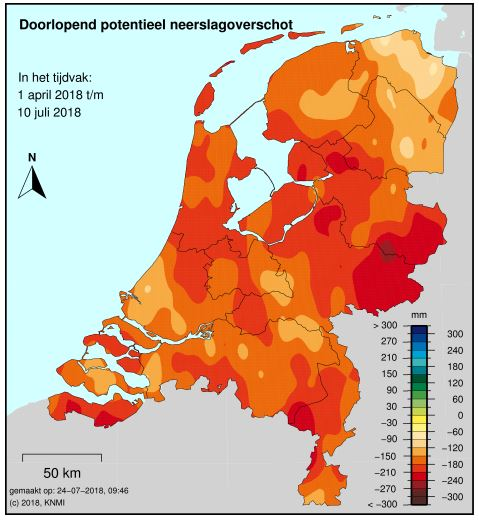 Doorlopend potentieel neerslagoverschot
In het tijdvak:
1 april 2018 t/m
10 juli 2018
N
mm
> 300
300
270
240
210
180
150
120
90
60
30
0
−30
−60
−90
−120
−150
−180
−210
−240
−270
−300
< −300
50 km
gemaakt op: 24−07−2018, 09:46
(c) 2018, KNMI